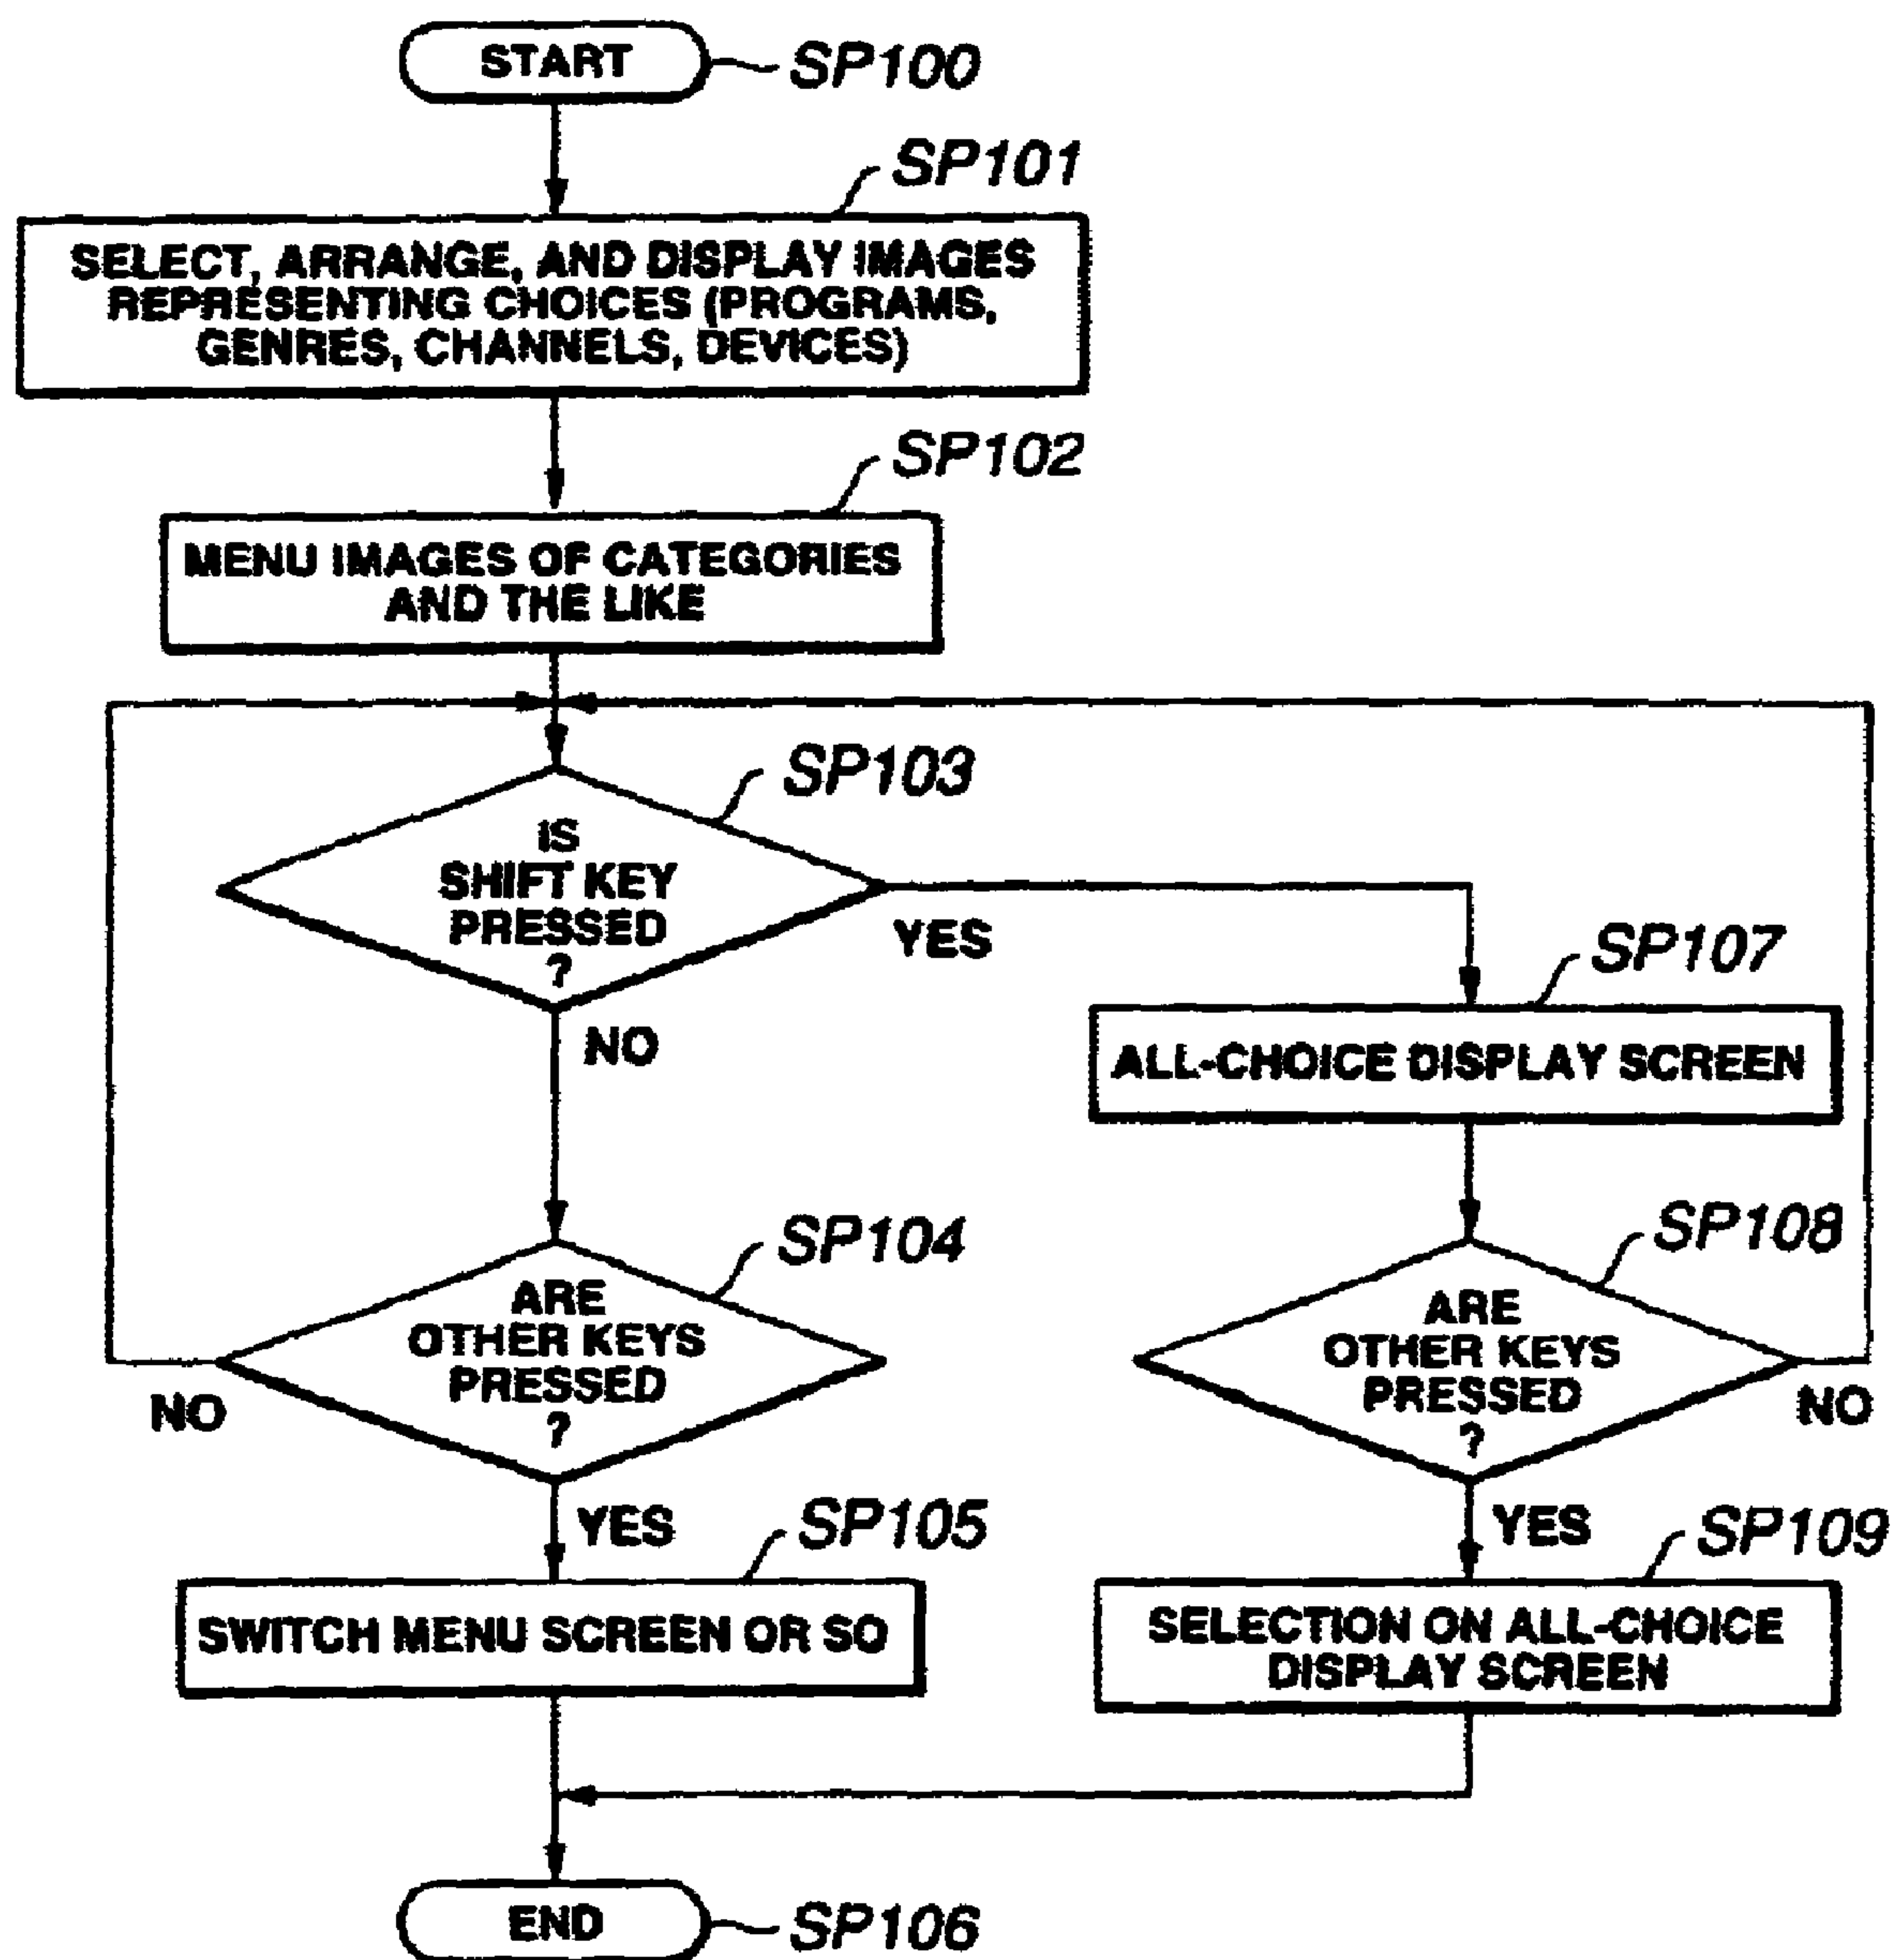 START
SP100
SP101
SELECT, ARRANGE, AND DISPLAY IMAGES
REPRESENTING CHOICES (PROGRAMS,
GENRES, CHANNELS, DEVICES)
SP102
MENU IMAGES OF CATEGORIES
AND THE LIKE
SP103
IS
SHIFT KEY
PRESSED
?
YES
NO
SP107
ALL-CHOICE DISPLAY SCREEN
SP104
ARE
OTHER KEYS
PRESSED
?
NO
YES
SP108
ARE
OTHER KEYS
PRESSED
?
NO
YES
SP105
SWITCH MENU SCREEN OR SO
SP109
SELECTION ON ALL-CHOICE
DISPLAY SCREEN
END
SP106